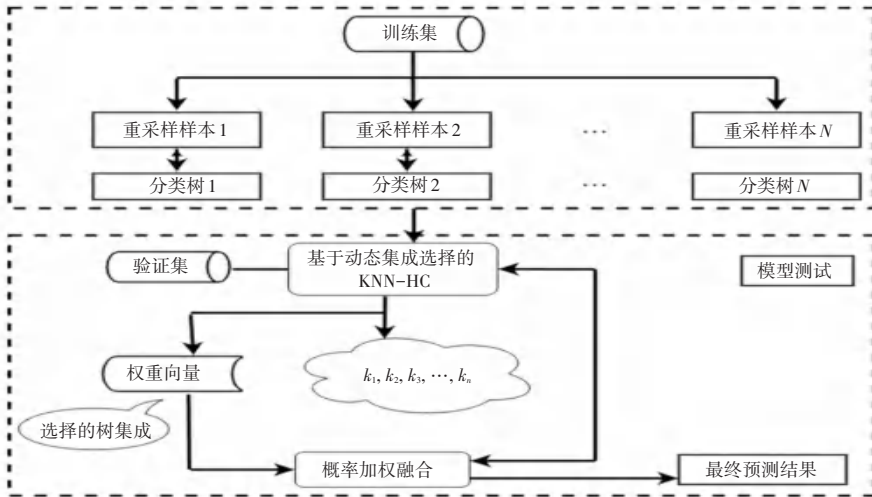 训练集
重采样样本1
重采样样本2
…
重采样样本N
分类树1
分类树2
…
分类树N
验证集
基于动态集成选择的
KNN-HC
模型测试
权重向量
k1, k2, k3, …, kn
选择的树集成
概率加权融合
最终预测结果